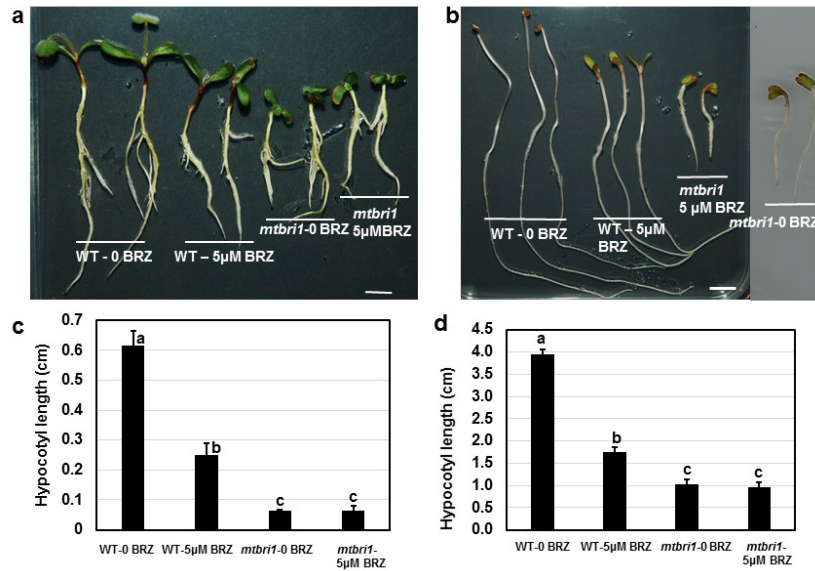 a
WT - 0 BRZ
WT – 5µM BRZ
mtbri1-0 BRZ
mtbri1
5µMBRZ
b
WT - 0 BRZ
WT – 5µM
BRZ
mtbri1
5 µM BRZ
mtbri1-0 BRZ
c
Hypocotyl length (cm)
0.7
0.6
0.5
0.4
0.3
0.2
0.1
0
a
b
c
c
WT-0 BRZ
WT-5µM BRZ
mtbri1-0 BRZ
mtbri1-
5µM BRZ
d
Hypocotyl length (cm)
4.5
4.0
3.5
3.0
2.5
2.0
1.5
1.0
0.5
0.0
a
b
c
c
WT-0 BRZ
WT-5µM BRZ
mtbri1-0 BRZ
mtbri1-
5µM BRZ